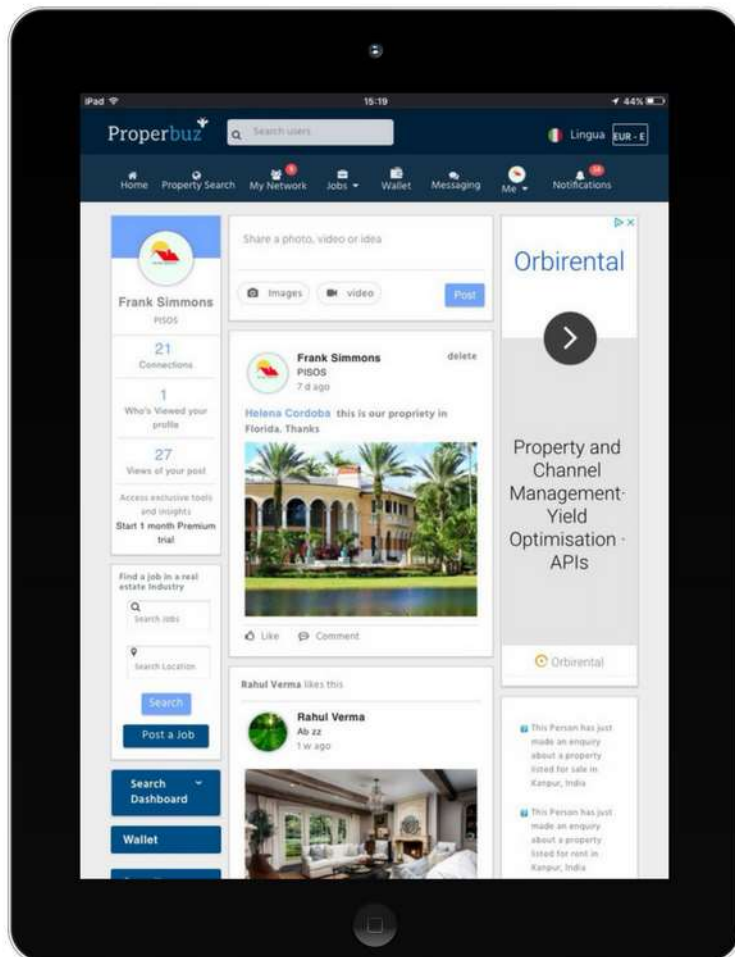 iPad
15:19
44%
Properbuz
Search users
Lingua
EUR - E
Home
Property Search
My Network
Jobs
Wallet
Messaging
Me
Notifications
Frank Simmons
PISOS
21
Connections
1
Who's Viewed your
profile
27
Views of your post
Access exclusive tools
and insights
Start 1 month Premium
trial
Find a job in a real
estate Industry
Search Jobs
Search Location
Search
Post a Job
Search
Dashboard
Wallet
Share a photo, video or idea
Images
video
Post
Frank Simmons
delete
PISOS
7 d ago
Helena Cordoba this is our propriety in
Florida. Thanks
Like
Comment
Rahul Verma likes this
Rahul Verma
Ab zz
1 w ago
Orbirental
Property and
Channel
Management·
Yield
Optimisation ·
APIs
Orbirental
This Person has just
made an enquiry
about a property
listed for sale in
Kanpur, India
This Person has just
made an enquiry
about a property
listed for rent in
Kanpur, India